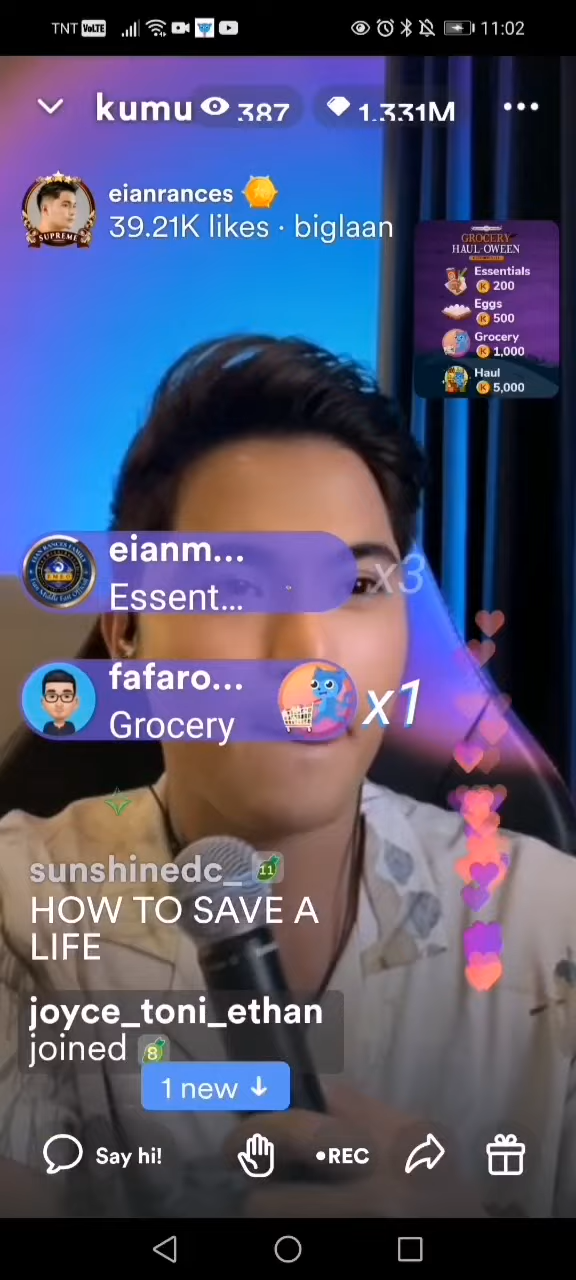 TNT VoLTE 11:02
kumu 387 1.331M
eianrances
39.21K likes · biglaan
SUPREME
GROCERY
HAUL-OWEEN
Essentials
200
Eggs
500
Grocery
1,000
Haul
5,000
eianm...
Essent... x3
fafaro...
Grocery x1
sunshinedc_ 11
HOW TO SAVE A
LIFE
joyce_toni_ethan
joined 8
1 new ↓
Say hi! •REC